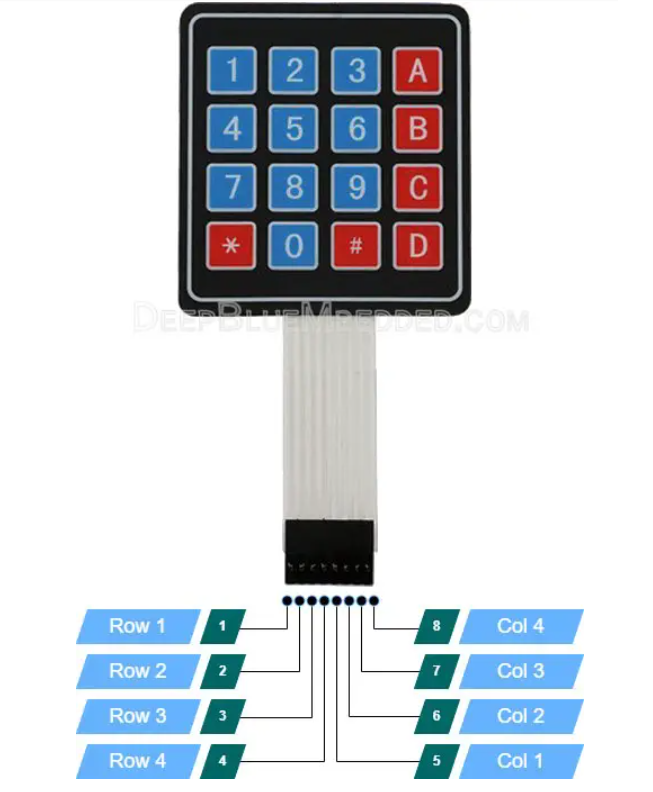 1 2 3 A
4 5 6 B
7 8 9 C
* 0 # D
DEEPBLUEMBEDDED.COM
Row 1 1 8 Col 4
Row 2 2 7 Col 3
Row 3 3 6 Col 2
Row 4 4 5 Col 1